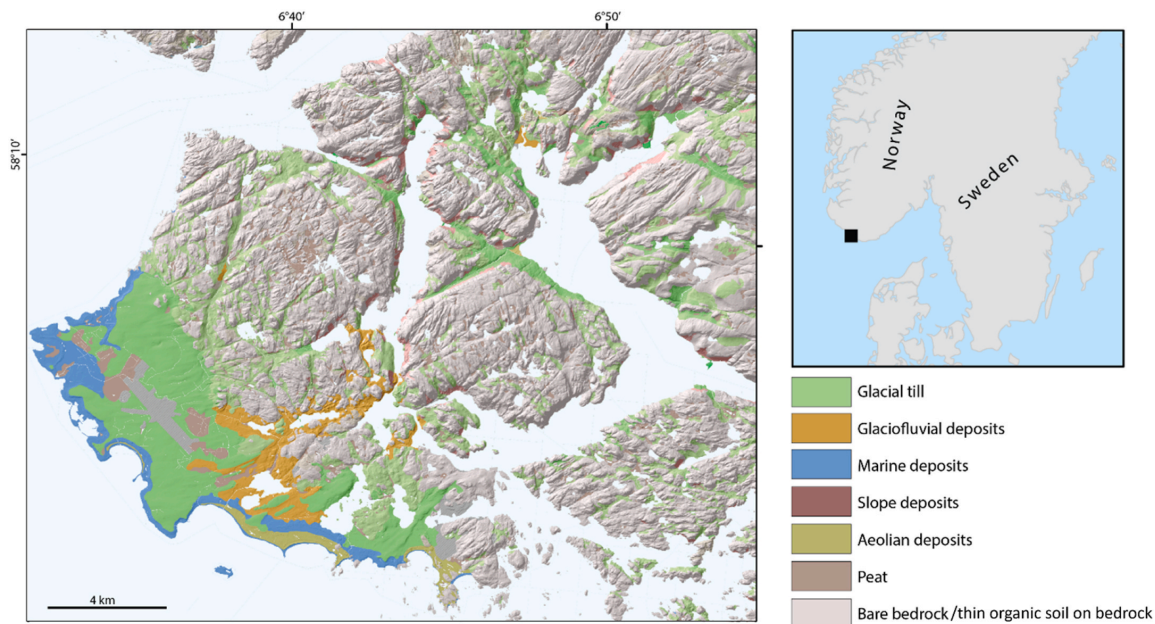 6°40'
6°50'
58°10'
4 km
Norway
Sweden
Glacial till
Glaciofluvial deposits
Marine deposits
Slope deposits
Aeolian deposits
Peat
Bare bedrock/thin organic soil on bedrock